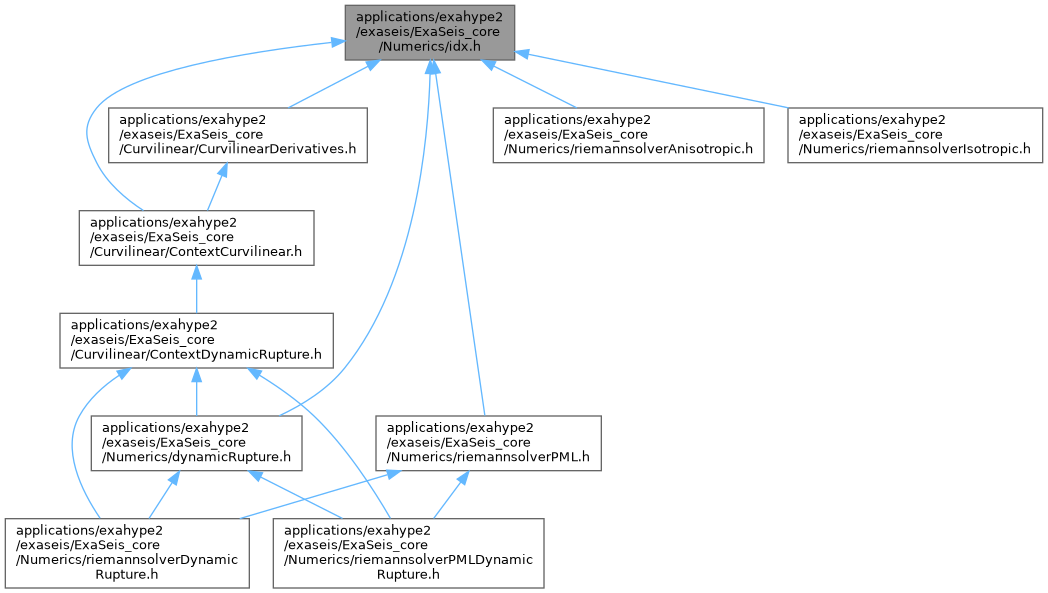 applications/exahype2
/exaseis/ExaSeis_core
/Numerics/idx.h
applications/exahype2
/exaseis/ExaSeis_core
/Curvilinear/CurvilinearDerivatives.h
applications/exahype2
/exaseis/ExaSeis_core
/Numerics/riemannsolverAnisotropic.h
applications/exahype2
/exaseis/ExaSeis_core
/Numerics/riemannsolverIsotropic.h
applications/exahype2
/exaseis/ExaSeis_core
/Curvilinear/ContextCurvilinear.h
applications/exahype2
/exaseis/ExaSeis_core
/Curvilinear/ContextDynamicRupture.h
applications/exahype2
/exaseis/ExaSeis_core
/Numerics/dynamicRupture.h
applications/exahype2
/exaseis/ExaSeis_core
/Numerics/riemannsolverPML.h
applications/exahype2
/exaseis/ExaSeis_core
/Numerics/riemannsolverDynamic
Rupture.h
applications/exahype2
/exaseis/ExaSeis_core
/Numerics/riemannsolverPMLDynamic
Rupture.h